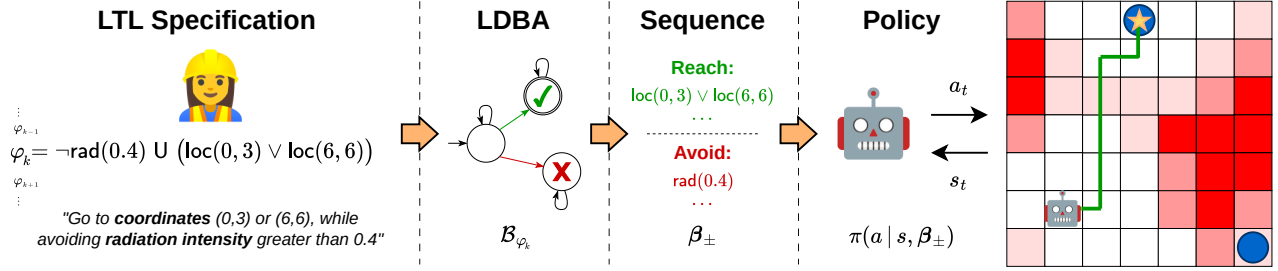 LTL Specification
⋮
φₖ₋₁
φₖ = ¬rad(0.4) U (loc(0,3) ∨ loc(6,6))
φₖ₊₁
⋮
"Go to coordinates (0,3) or (6,6), while
avoiding radiation intensity greater than 0.4"
LDBA
✓
X
𝓑_φₖ
Sequence
Reach:
loc(0,3) ∨ loc(6,6)
...
Avoid:
rad(0.4)
...
β±
Policy
π(a | s, β±)
aₜ
sₜ